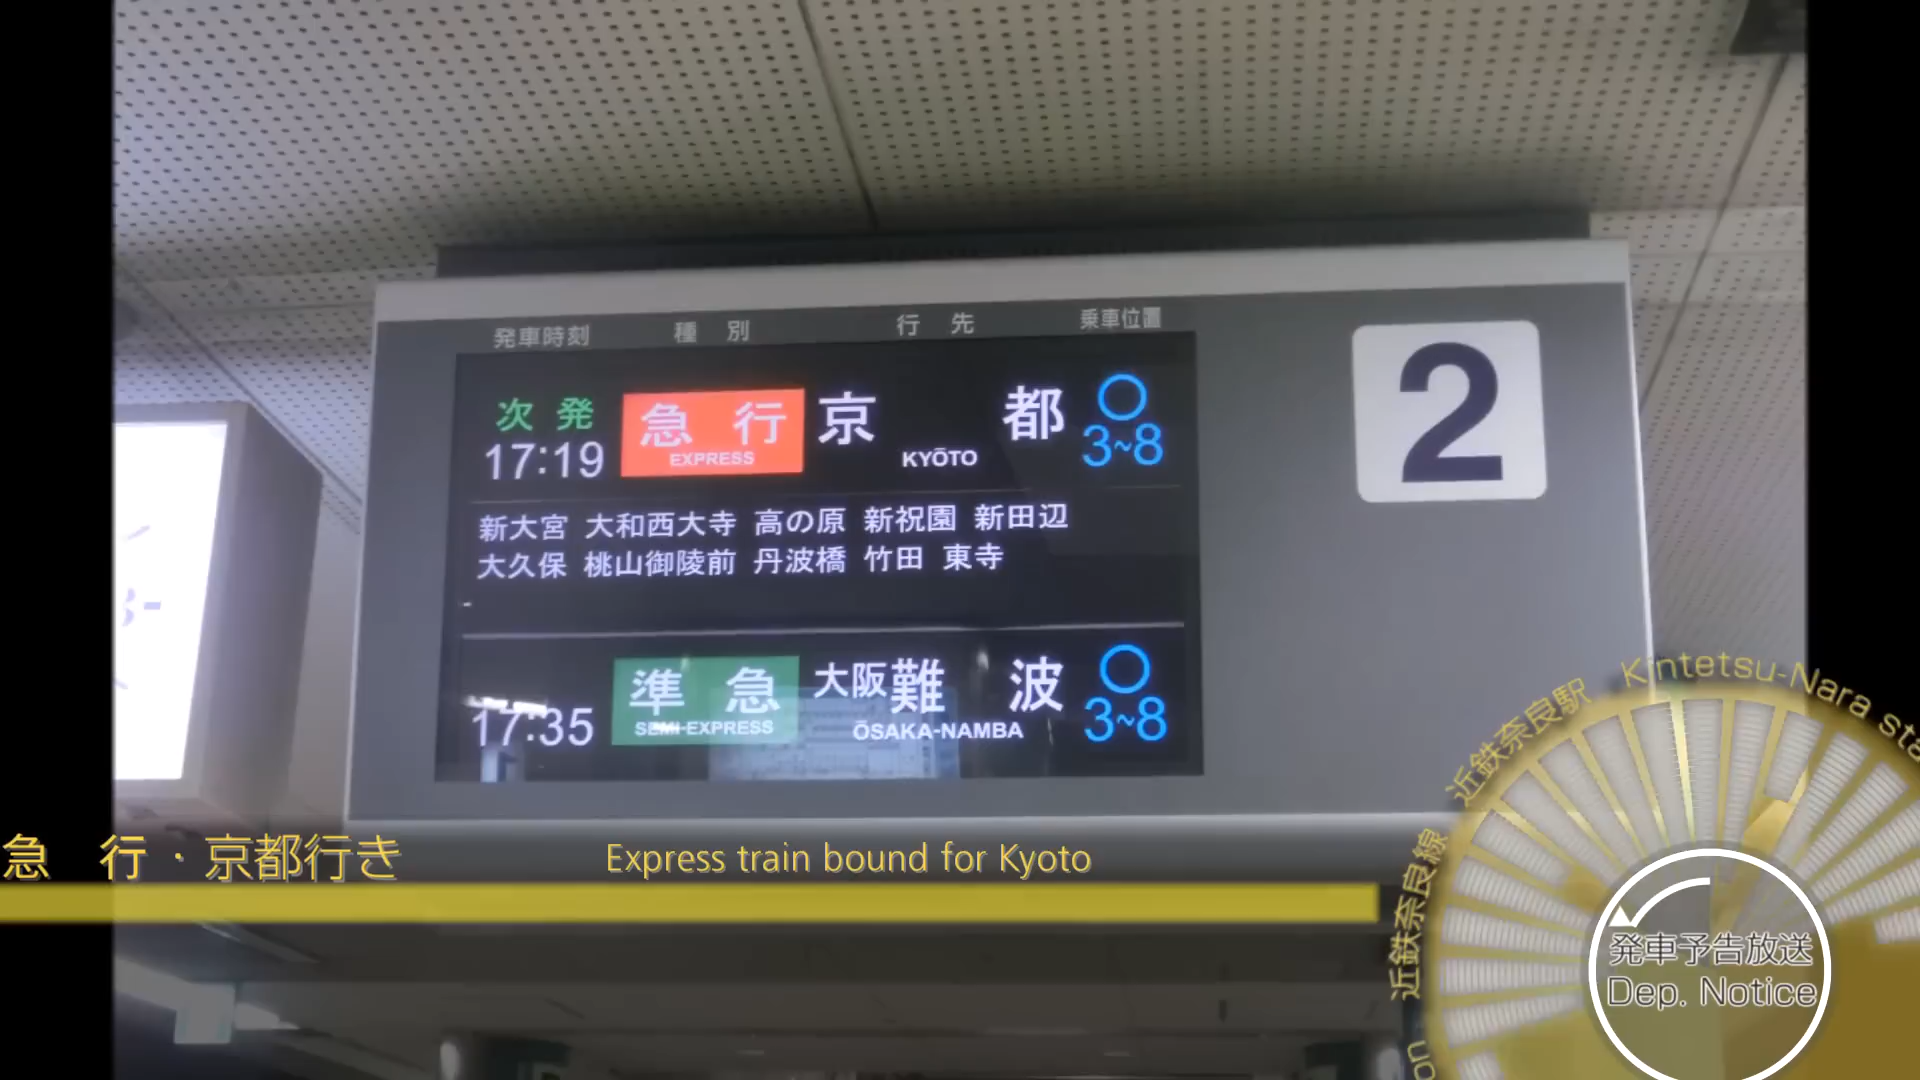 発車時刻 種別 行先 乗車位置
次発 急行 京都 ○
17:19 EXPRESS KYŌTO 3~8
2
新大宮 大和西大寺 高の原 新祝園 新田辺
大久保 桃山御陵前 丹波橋 竹田 東寺
準急 大阪難波 ○
17:35 SEMI-EXPRESS ŌSAKA-NAMBA 3~8
急 行・京都行き Express train bound for Kyoto
近鉄奈良線 近鉄奈良駅 Kintetsu-Nara sta
on
発車予告放送
Dep. Notice